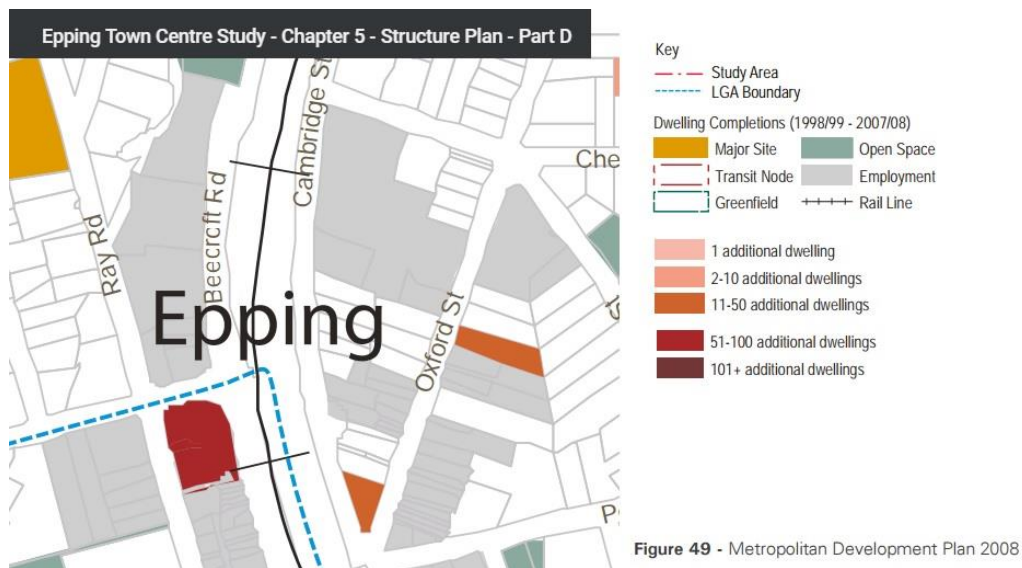 Epping Town Centre Study - Chapter 5 - Structure Plan - Part D
Key
Study Area
LGA Boundary
Dwelling Completions (1998/99 - 2007/08)
Major Site
Open Space
Transit Node
Employment
Greenfield
Rail Line
1 additional dwelling
2-10 additional dwellings
11-50 additional dwellings
51-100 additional dwellings
101+ additional dwellings
Cambridge St
Che
Beecroft Rd
Ray Rd
Epping
Oxford St
Figure 49 - Metropolitan Development Plan 2008